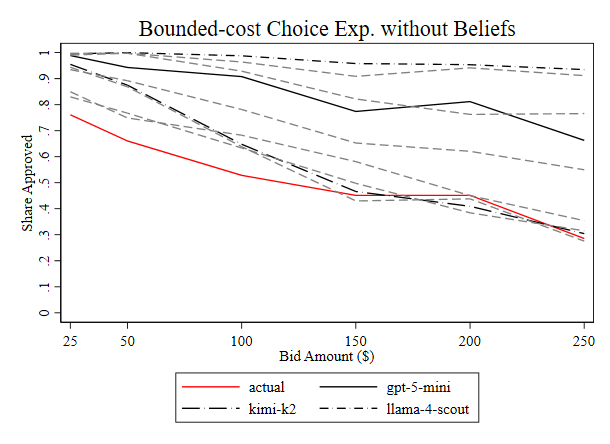 Bounded-cost Choice Exp. without Beliefs
Share Approved
1
.9
.8
.7
.6
.5
.4
.3
.2
.1
0
25 50 100 150 200 250
Bid Amount ($)
actual gpt-5-mini
kimi-k2 llama-4-scout